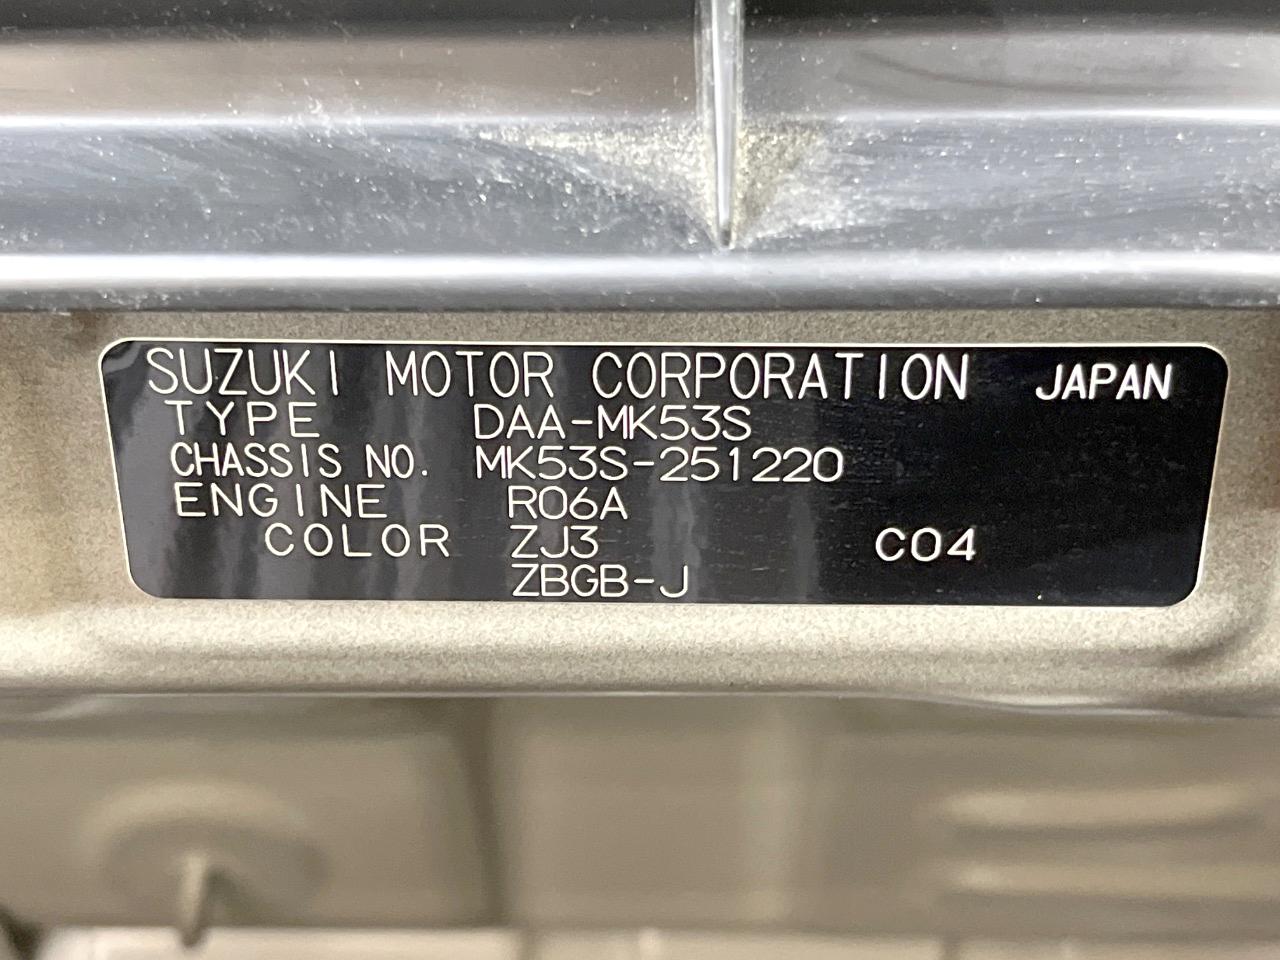 SUZUKI MOTOR CORPORATION JAPAN
TYPE DAA-MK53S
CHASSIS NO. MK53S-251220
ENGINE R06A
COLOR ZJ3 C04
ZBGB-J